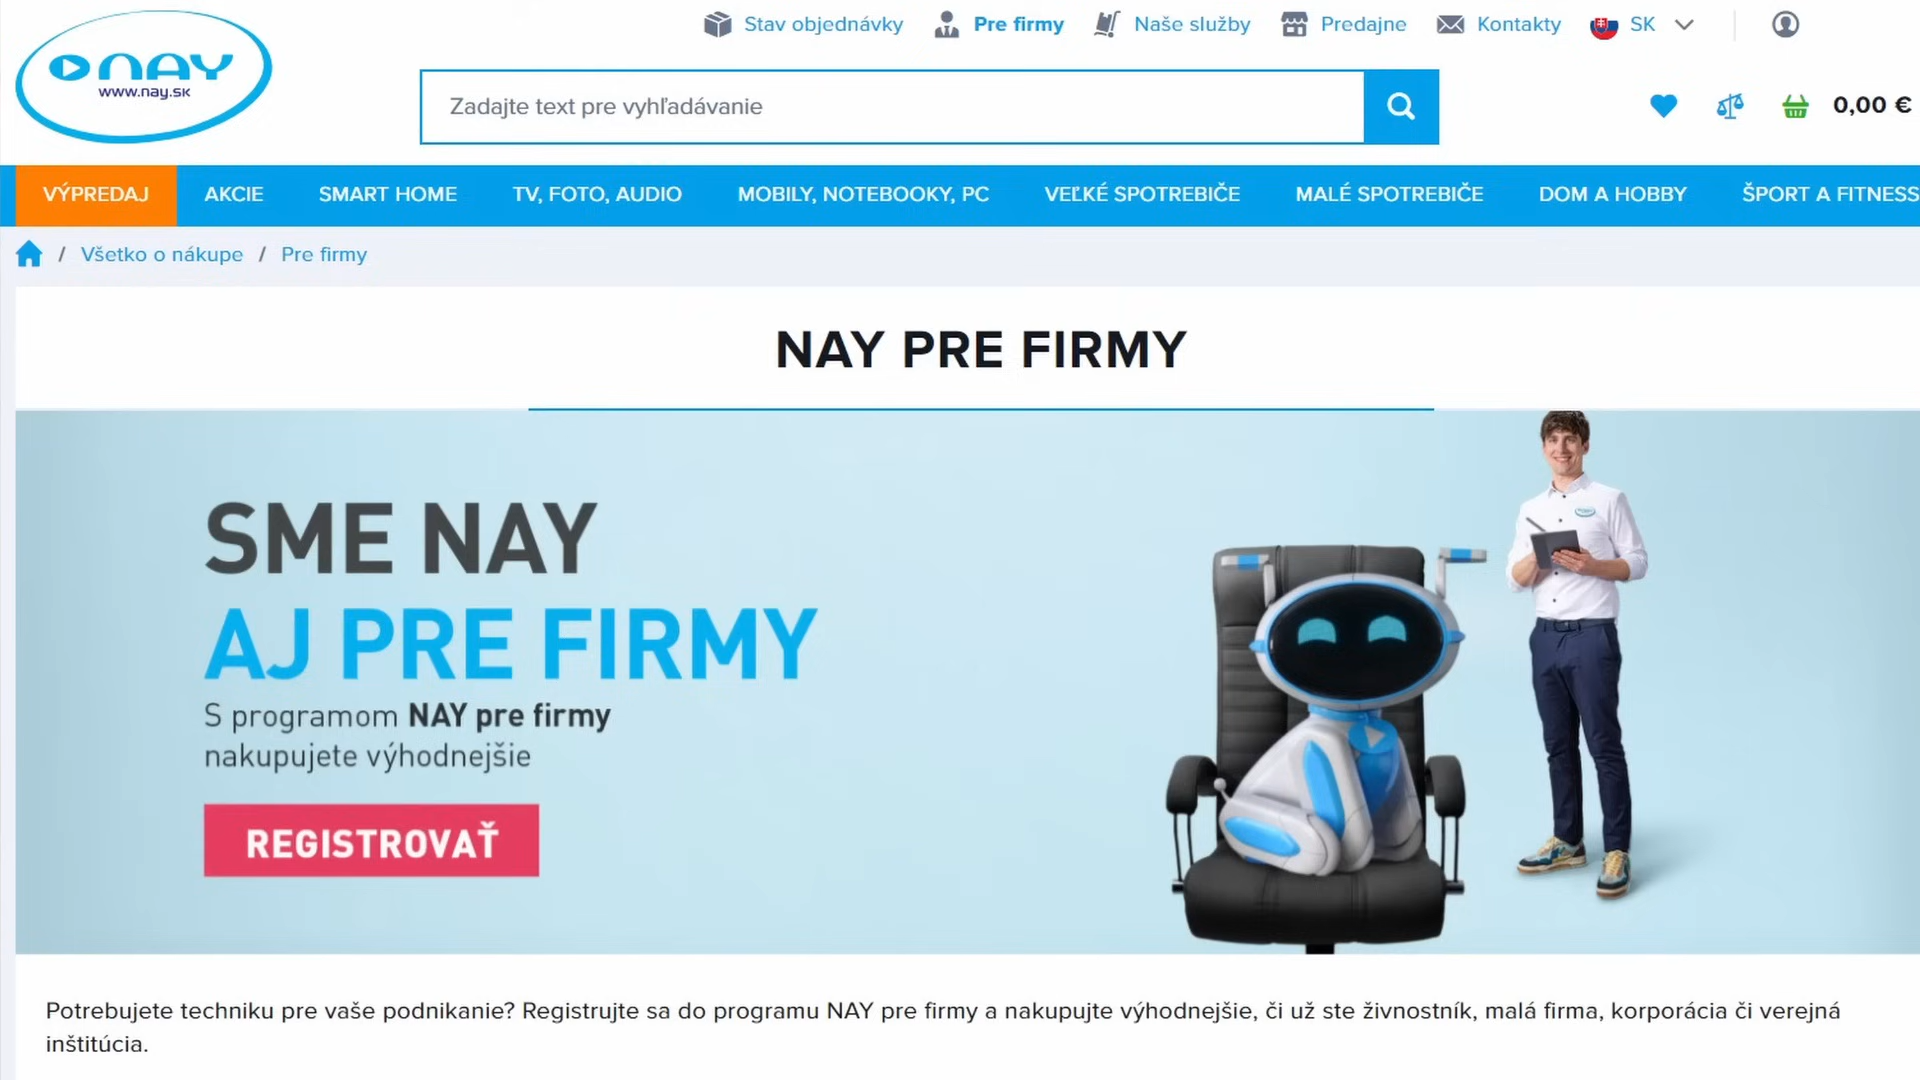 Stav objednávky
Pre firmy
Naše služby
Predajne
Kontakty
SK
nay
www.nay.sk
Zadajte text pre vyhľadávanie
0,00 €
VÝPREDAJ
AKCIE
SMART HOME
TV, FOTO, AUDIO
MOBILY, NOTEBOOKY, PC
VEĽKÉ SPOTREBIČE
MALÉ SPOTREBIČE
DOM A HOBBY
ŠPORT A FITNESS
/ Všetko o nákupe / Pre firmy
NAY PRE FIRMY
SME NAY
AJ PRE FIRMY
S programom NAY pre firmy
nakupujete výhodnejšie
REGISTROVAŤ
Potrebujete techniku pre vaše podnikanie? Registrujte sa do programu NAY pre firmy a nakupujte výhodnejšie, či už ste živnostník, malá firma, korporácia či verejná
inštitúcia.